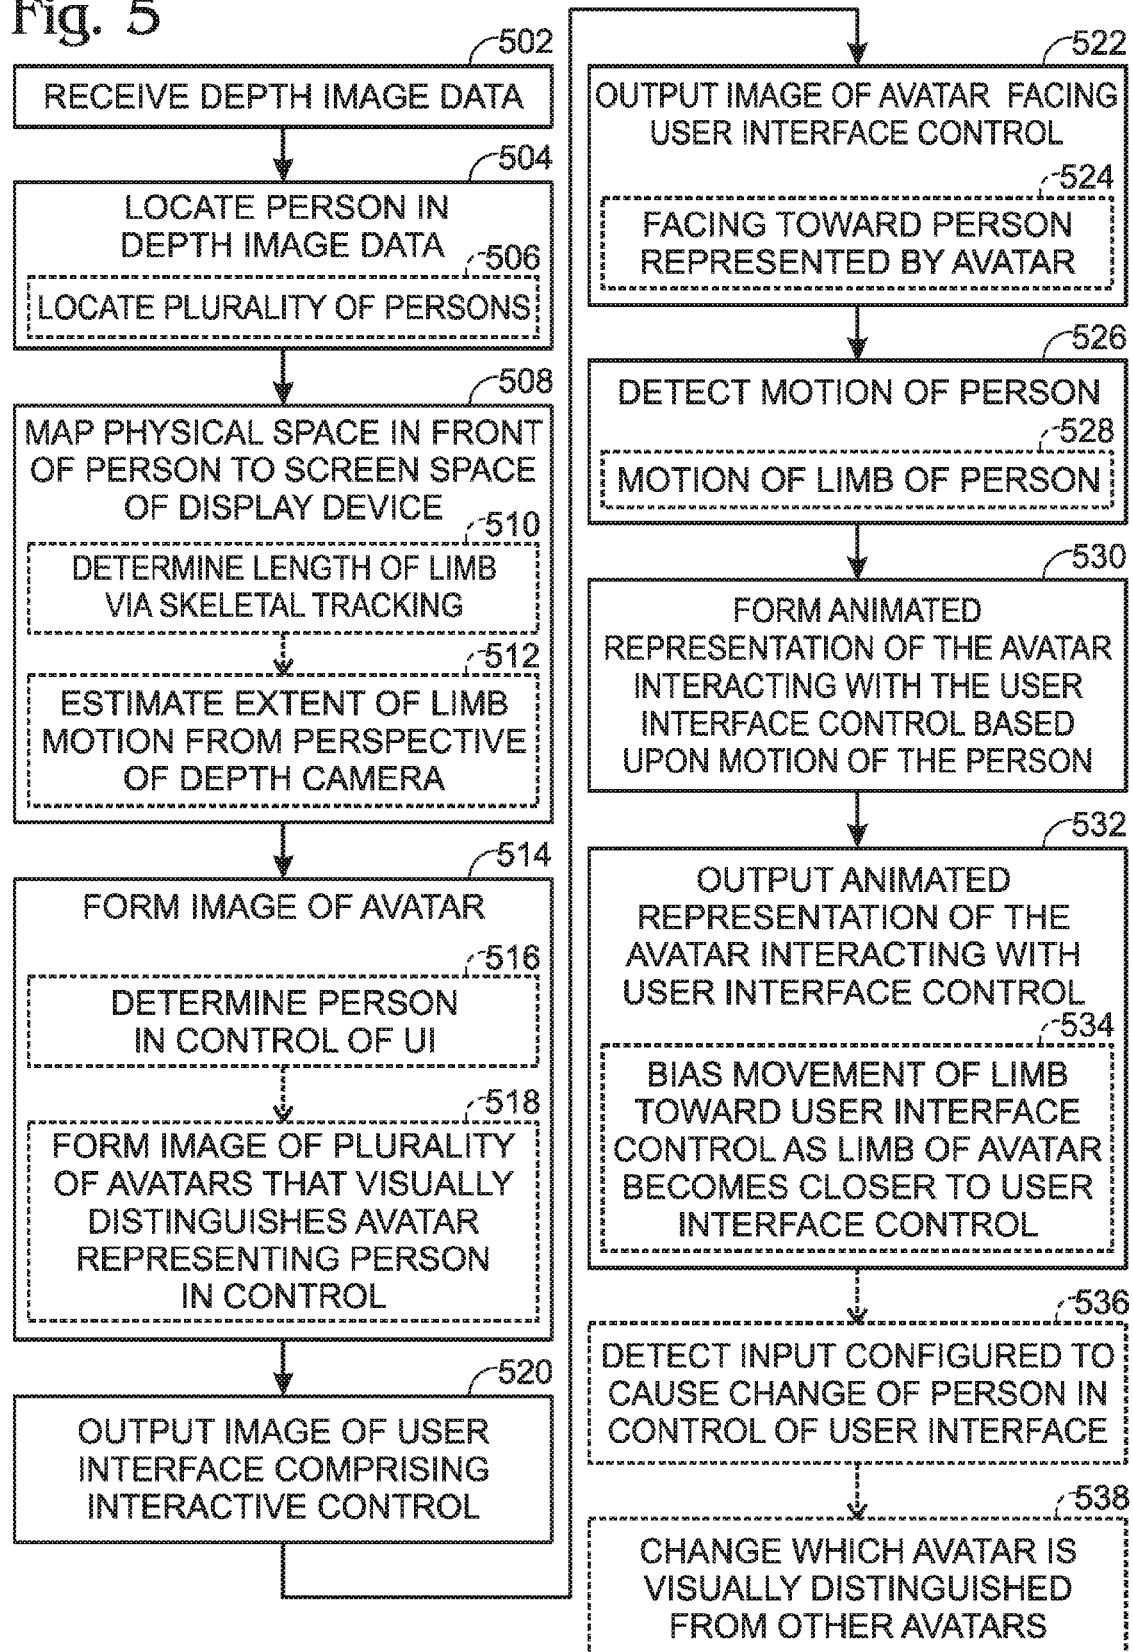 Fig. 5
502
RECEIVE DEPTH IMAGE DATA
504
LOCATE PERSON IN
DEPTH IMAGE DATA
506
LOCATE PLURALITY OF PERSONS
508
MAP PHYSICAL SPACE IN FRONT
OF PERSON TO SCREEN SPACE
OF DISPLAY DEVICE
510
DETERMINE LENGTH OF LIMB
VIA SKELETAL TRACKING
512
ESTIMATE EXTENT OF LIMB
MOTION FROM PERSPECTIVE
OF DEPTH CAMERA
514
FORM IMAGE OF AVATAR
516
DETERMINE PERSON
IN CONTROL OF UI
518
FORM IMAGE OF PLURALITY
OF AVATARS THAT VISUALLY
DISTINGUISHES AVATAR
REPRESENTING PERSON
IN CONTROL
520
OUTPUT IMAGE OF USER
INTERFACE COMPRISING
INTERACTIVE CONTROL
522
OUTPUT IMAGE OF AVATAR FACING
USER INTERFACE CONTROL
524
FACING TOWARD PERSON
REPRESENTED BY AVATAR
526
DETECT MOTION OF PERSON
528
MOTION OF LIMB OF PERSON
530
FORM ANIMATED
REPRESENTATION OF THE AVATAR
INTERACTING WITH THE USER
INTERFACE CONTROL BASED
UPON MOTION OF THE PERSON
532
OUTPUT ANIMATED
REPRESENTATION OF THE
AVATAR INTERACTING WITH
USER INTERFACE CONTROL
534
BIAS MOVEMENT OF LIMB
TOWARD USER INTERFACE
CONTROL AS LIMB OF AVATAR
BECOMES CLOSER TO USER
INTERFACE CONTROL
536
DETECT INPUT CONFIGURED TO
CAUSE CHANGE OF PERSON IN
CONTROL OF USER INTERFACE
538
CHANGE WHICH AVATAR IS
VISUALLY DISTINGUISHED
FROM OTHER AVATARS